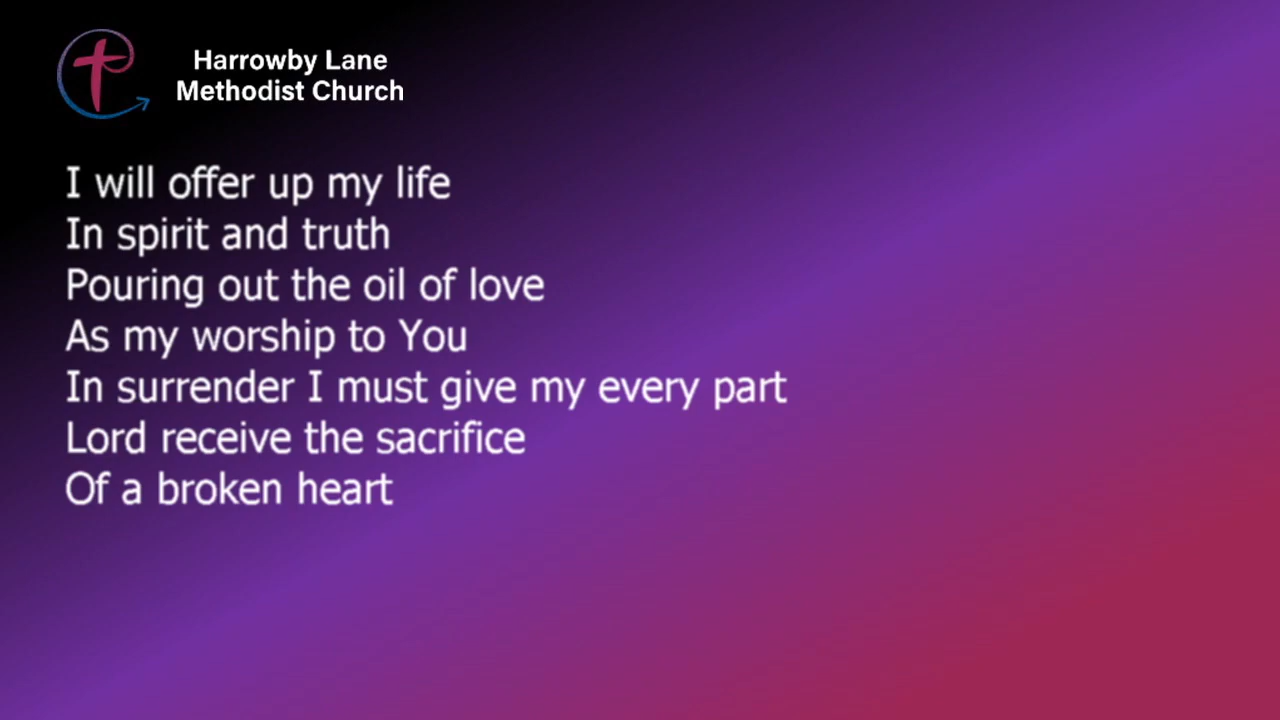 Harrowby Lane
Methodist Church
I will offer up my life
In spirit and truth
Pouring out the oil of love
As my worship to You
In surrender I must give my every part
Lord receive the sacrifice
Of a broken heart